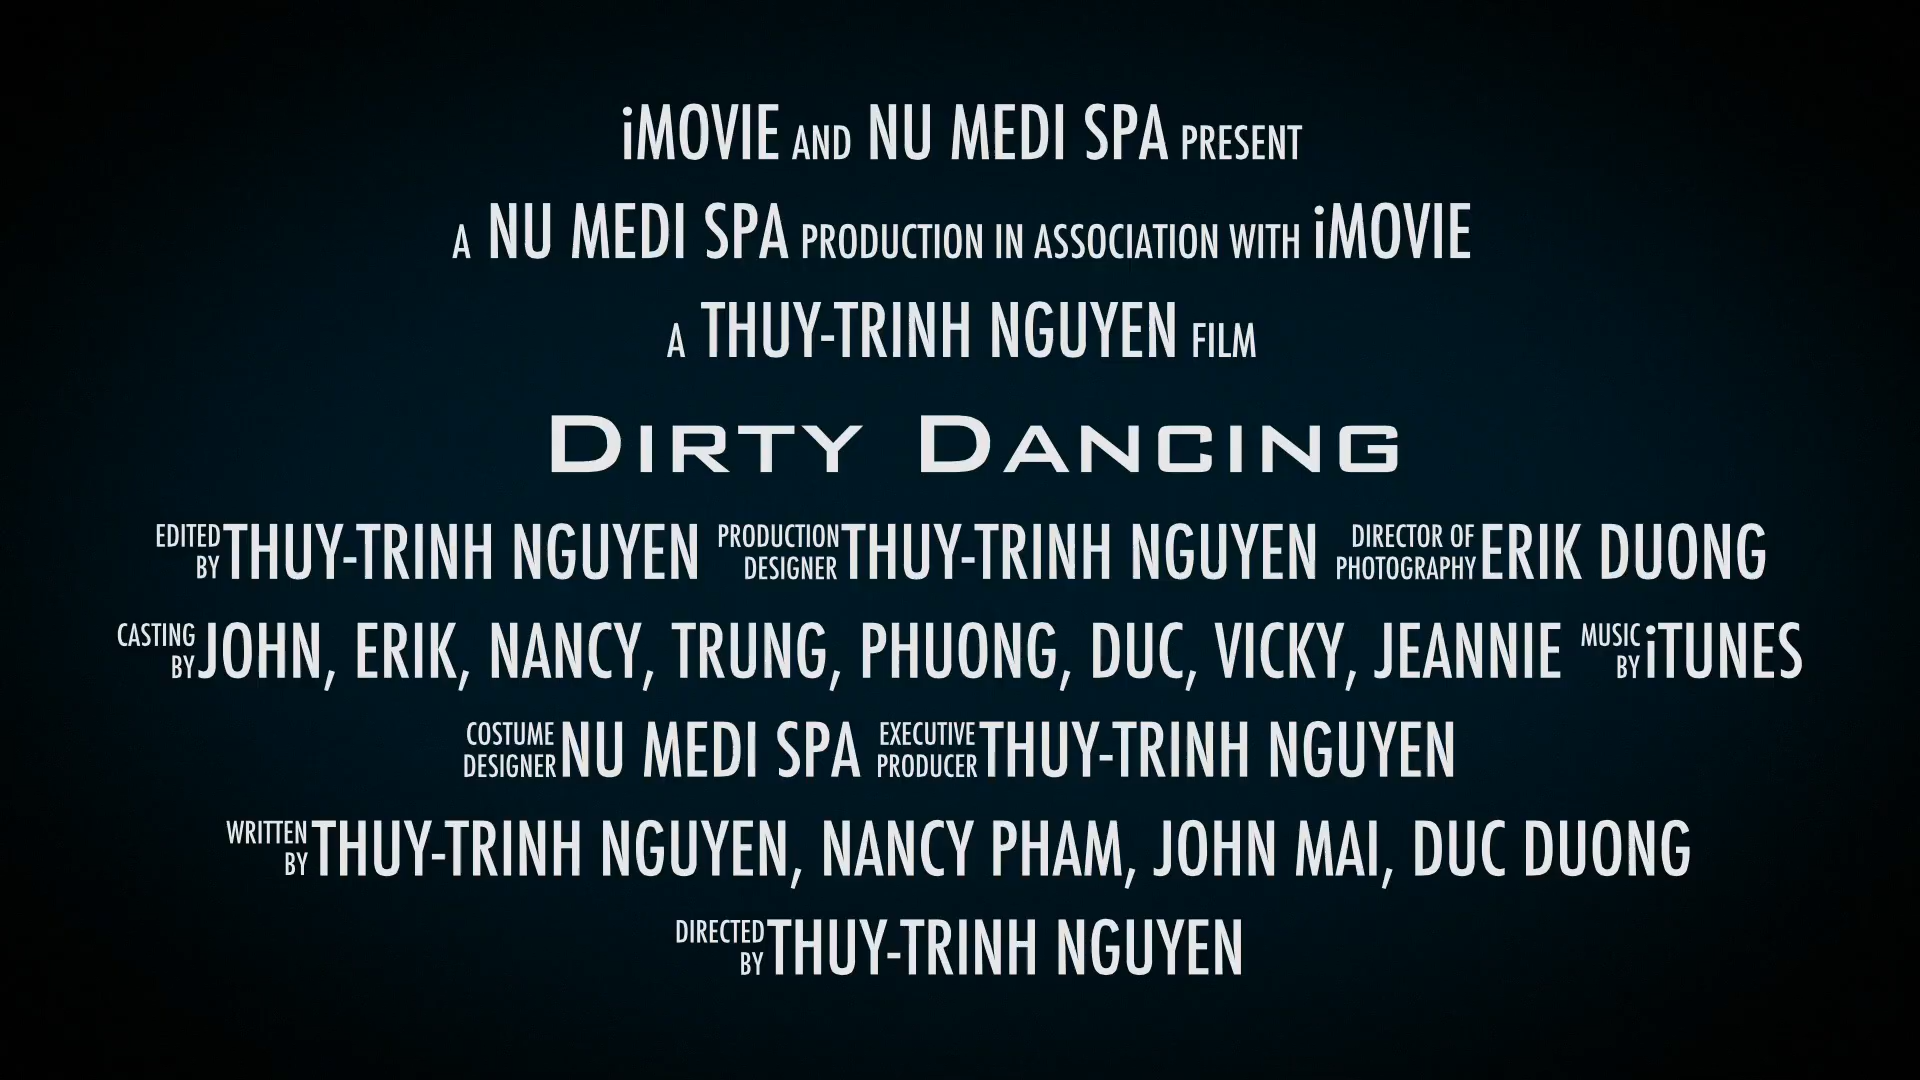 iMOVIE AND NU MEDI SPA PRESENT
A NU MEDI SPA PRODUCTION IN ASSOCIATION WITH iMOVIE
A THUY-TRINH NGUYEN FILM
DIRTY DANCING
EDITED BY THUY-TRINH NGUYEN PRODUCTION DESIGNER THUY-TRINH NGUYEN DIRECTOR OF PHOTOGRAPHY ERIK DUONG
CASTING BY JOHN, ERIK, NANCY, TRUNG, PHUONG, DUC, VICKY, JEANNIE MUSIC BY iTUNES
COSTUME DESIGNER NU MEDI SPA EXECUTIVE PRODUCER THUY-TRINH NGUYEN
WRITTEN BY THUY-TRINH NGUYEN, NANCY PHAM, JOHN MAI, DUC DUONG
DIRECTED BY THUY-TRINH NGUYEN